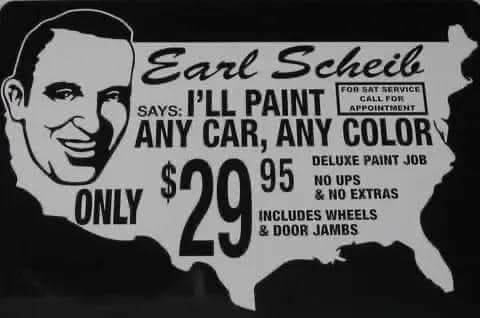 Earl Scheib
SAYS: I'LL PAINT
FOR SAT SERVICE
CALL FOR
APPOINTMENT
ANY CAR, ANY COLOR
ONLY $29 95
DELUXE PAINT JOB
NO UPS
& NO EXTRAS
INCLUDES WHEELS
& DOOR JAMBS